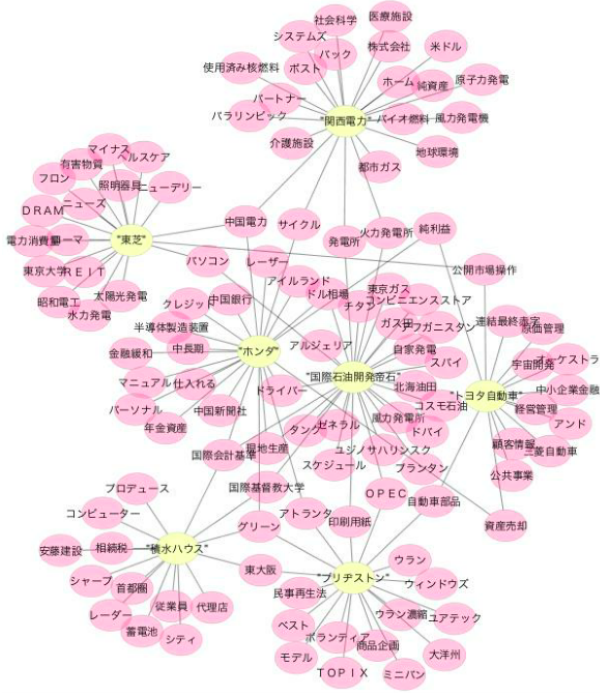 社会科学
医療施設
システムズ
バック
株式会社
米ドル
使用済み核燃料
ポスト
ホーム
純資産
原子力発電
パートナー
パラリンピック
"関西電力"
バイオ燃料
風力発電機
介護施設
地球環境
都市ガス
マイナス
有害物質
ヘルスケア
フロン
照明器具
ニューデリー
DRAM
ニューズ
中国電力
サイクル
発電所
火力発電所
純利益
電力消費量
"東芝"
東京大学
REIT
パソコン
レーザー
公開市場操作
昭和電工
太陽光発電
水力発電
アイルランド
ドル相場
東京ガス
コンビニエンスストア
クレジット
中国銀行
チタン
半導体製造装置
ガス化
アフガニスタン
連結最終赤字
原価管理
金融緩和
中長期
"ホンダ"
アルジェリア
自家発電
スパイ
宇宙開発
オーケストラ
マニュアル
仕入れる
ドライバー
"国際石油開発帝石"
北海油田
"トヨタ自動車"
中小企業金融
パーソナル
中国新聞社
コスモ石油
経営管理
アンド
年金資産
タンク
ゼネラル
風力発電所
ドバイ
顧客情報
三菱自動車
国際会計基準
現地生産
ユジノサハリンスク
スケジュール
プランタン
公共事業
プロデュース
国際基督教大学
OPEC
自動車部品
コンピューター
グリーン
アトランタ
印刷用紙
資産売却
安藤建設
相続税
"積水ハウス"
東大阪
"ブリヂストン"
ウラン
シャープ
首都圏
民事再生法
ウィンドウズ
レーダー
従業員
代理店
ベスト
ウラン濃縮
ユアテック
蓄電池
シティ
ボランティア
商品企画
モデル
大洋州
TOPIX
ミニバン